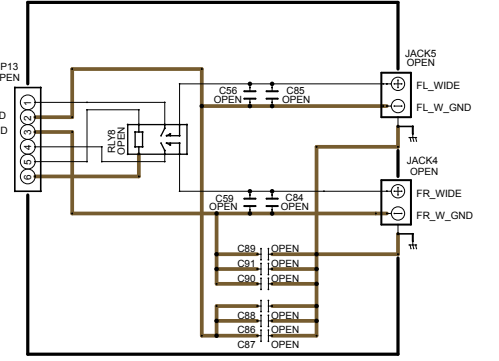 JACK5
OPEN
P13
PEN
C56
C85
OPEN
OPEN
FL_WIDE
FL_W_GND
1
2
3
4
5
6
D
D
RLY8
OPEN
JACK4
OPEN
C59
C84
OPEN
OPEN
FR_WIDE
FR_W_GND
C89 OPEN
C91 OPEN
C90 OPEN
OPEN
C88 OPEN
C86 OPEN
C87 OPEN